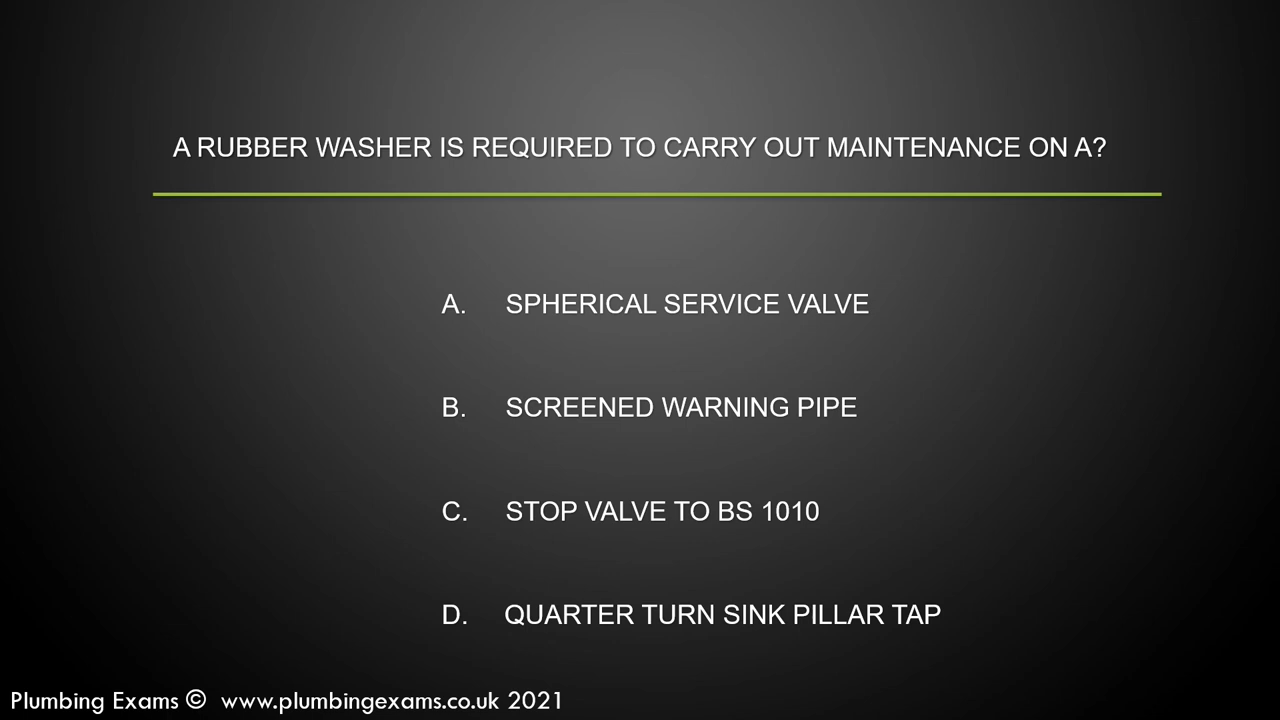 A RUBBER WASHER IS REQUIRED TO CARRY OUT MAINTENANCE ON A?
A. SPHERICAL SERVICE VALVE
B. SCREENED WARNING PIPE
C. STOP VALVE TO BS 1010
D. QUARTER TURN SINK PILLAR TAP
Plumbing Exams © www.plumbingexams.co.uk 2021